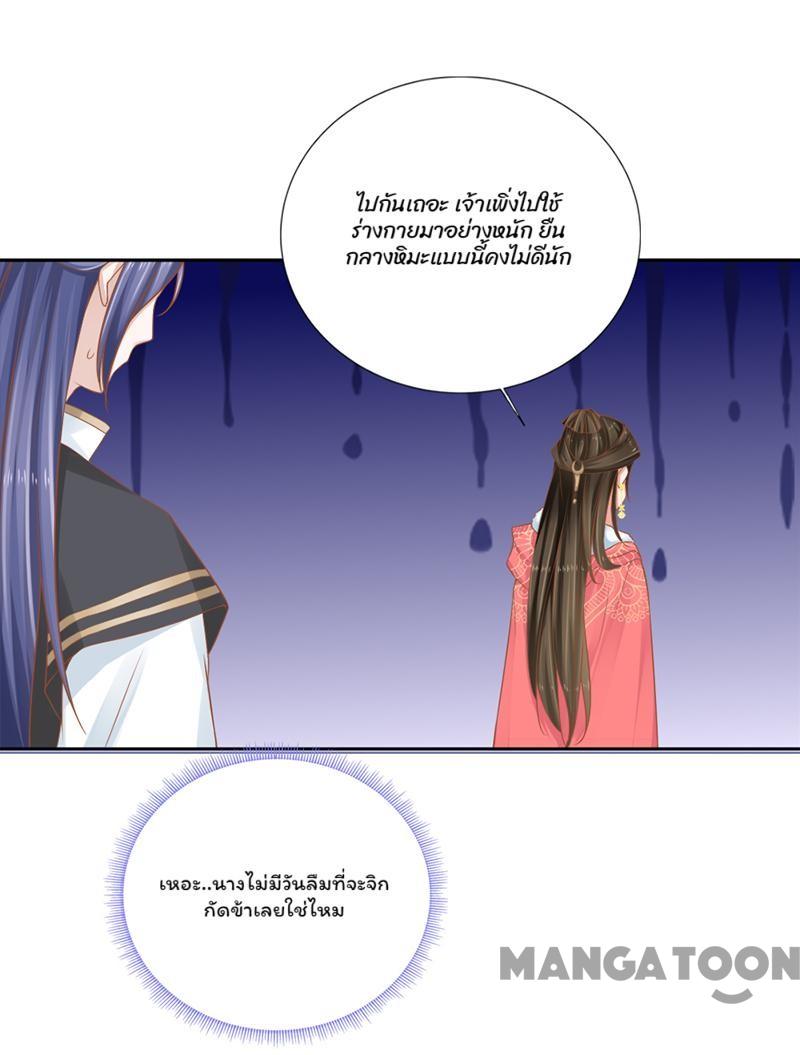 ไปกันเถอะ เจ้าเพิ่งไปใช้
ร่างกายมาอย่างหนัก ยืน
กลางหิมะแบบนี้คงไม่ดีนัก
เหอะ..นางไม่มีวันลืมที่จะจิก
กัดข้าเลยใช่ไหม
MANGATOON